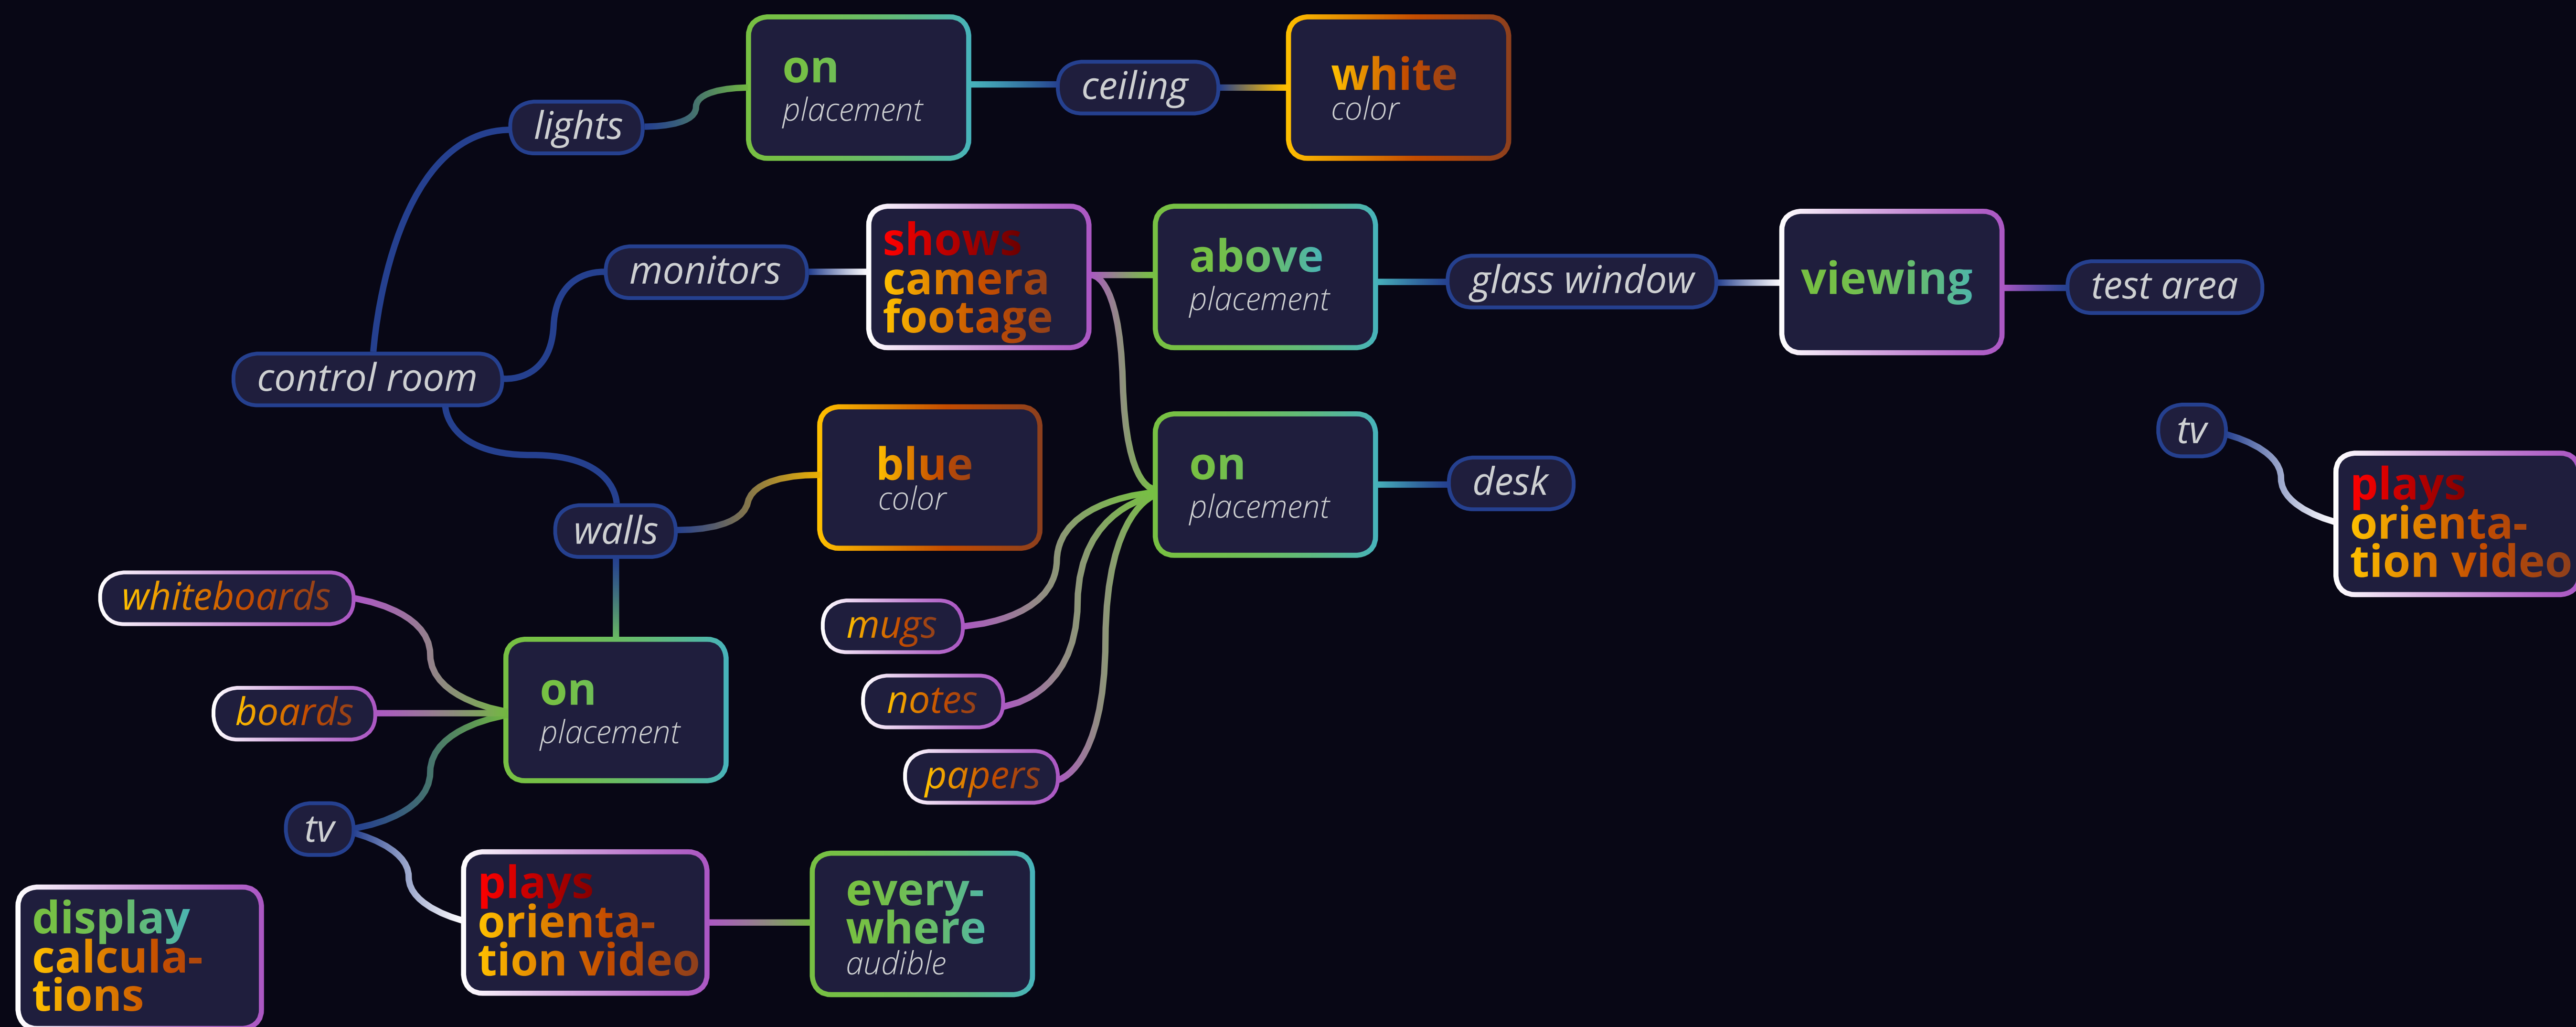 on
placement
ceiling
white
color
lights
shows
camera
footage
above
placement
glass window
viewing
test area
monitors
control room
tv
plays
orienta-
tion video
blue
color
on
placement
desk
walls
whiteboards
mugs
boards
on
placement
notes
papers
tv
plays
orienta-
tion video
every-
where
audible
display
calcula-
tions